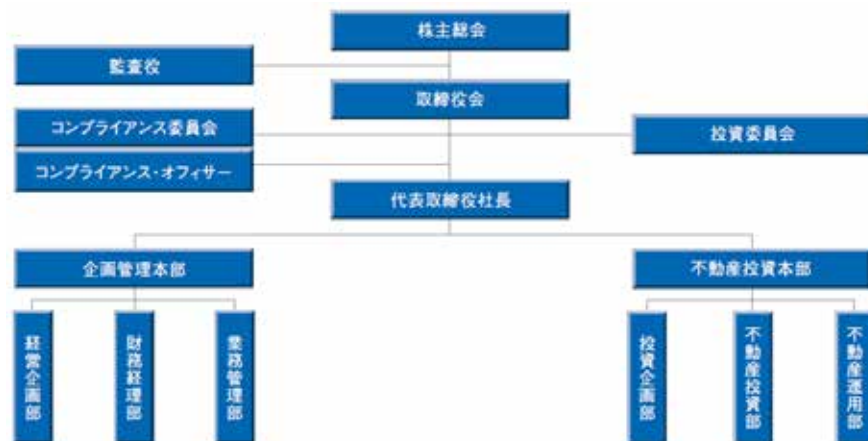 株主総会
監査役
取締役会
コンプライアンス委員会
投資委員会
コンプライアンス・オフィサー
代表取締役社長
企画管理本部
不動産投資本部
経営企画部
財務経理部
業務管理部
投資企画部
不動産投資部
不動産運用部